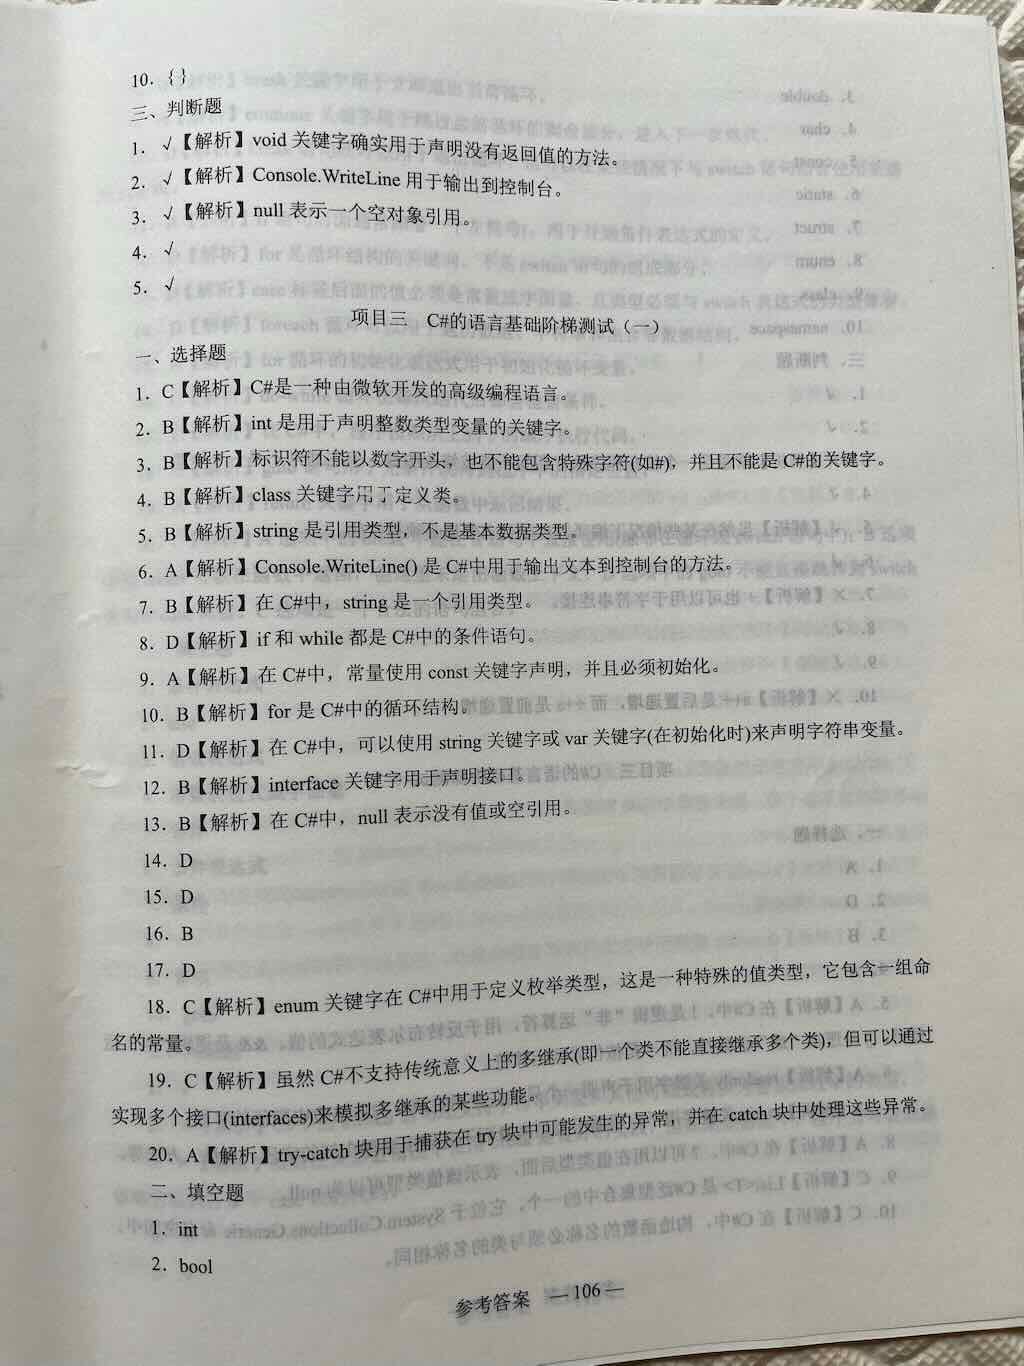 10．{}
三、判断题
1．√【解析】void 关键字确实用于声明没有返回值的方法。
2．√【解析】Console.WriteLine 用于输出到控制台。
3．√【解析】null 表示一个空对象引用。
4．√
5．√
项目三　C#的语言基础阶梯测试（一）
一、选择题
1．C【解析】C#是一种由微软开发的高级编程语言。
2．B【解析】int 是用于声明整数类型变量的关键字。
3．B【解析】标识符不能以数字开头，也不能包含特殊字符(如#)，并且不能是 C#的关键字。
4．B【解析】class 关键字用于定义类。
5．B【解析】string 是引用类型，不是基本数据类型。
6．A【解析】Console.WriteLine() 是 C#中用于输出文本到控制台的方法。
7．B【解析】在 C#中，string 是一个引用类型。
8．D【解析】if 和 while 都是 C#中的条件语句。
9．A【解析】在 C#中，常量使用 const 关键字声明，并且必须初始化。
10．B【解析】for 是 C#中的循环结构。
11．D【解析】在 C#中，可以使用 string 关键字或 var 关键字(在初始化时)来声明字符串变量。
12．B【解析】interface 关键字用于声明接口。
13．B【解析】在 C#中，null 表示没有值或空引用。
14．D
15．D
16．B
17．D
18．C【解析】enum 关键字在 C#中用于定义枚举类型，这是一种特殊的值类型，它包含一组命
名的常量。
19．C【解析】虽然 C#不支持传统意义上的多继承(即一个类不能直接继承多个类)，但可以通过
实现多个接口(interfaces)来模拟多继承的某些功能。
20．A【解析】try-catch 块用于捕获在 try 块中可能发生的异常，并在 catch 块中处理这些异常。
二、填空题
1．int
2．bool
参考答案 — 106 —